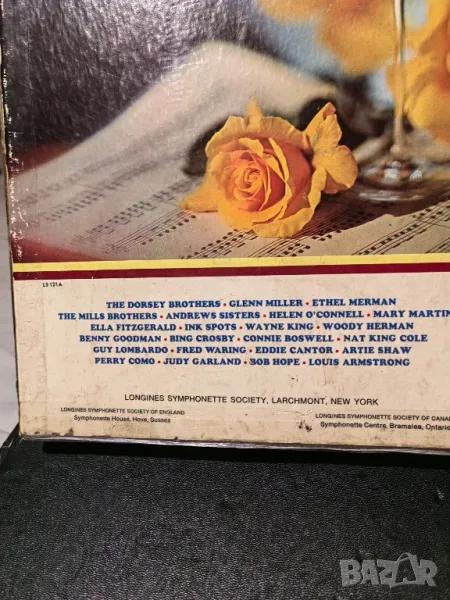 LS 121A
THE DORSEY BROTHERS • GLENN MILLER • ETHEL MERMAN
THE MILLS BROTHERS • ANDREWS SISTERS • HELEN O'CONNELL • MARY MARTIN
ELLA FITZGERALD • INK SPOTS • WAYNE KING • WOODY HERMAN
BENNY GOODMAN • BING CROSBY • CONNIE BOSWELL • NAT KING COLE
GUY LOMBARDO • FRED WARING • EDDIE CANTOR • ARTIE SHAW
PERRY COMO • JUDY GARLAND • BOB HOPE • LOUIS ARMSTRONG
LONGINES SYMPHONETTE SOCIETY, LARCHMONT, NEW YORK
LONGINES SYMPHONETTE SOCIETY OF ENGLAND
Symphonette House, Hove, Sussex
LONGINES SYMPHONETTE SOCIETY OF CANA
Symphonette Centre, Bramalea, Ontario
BAZAR